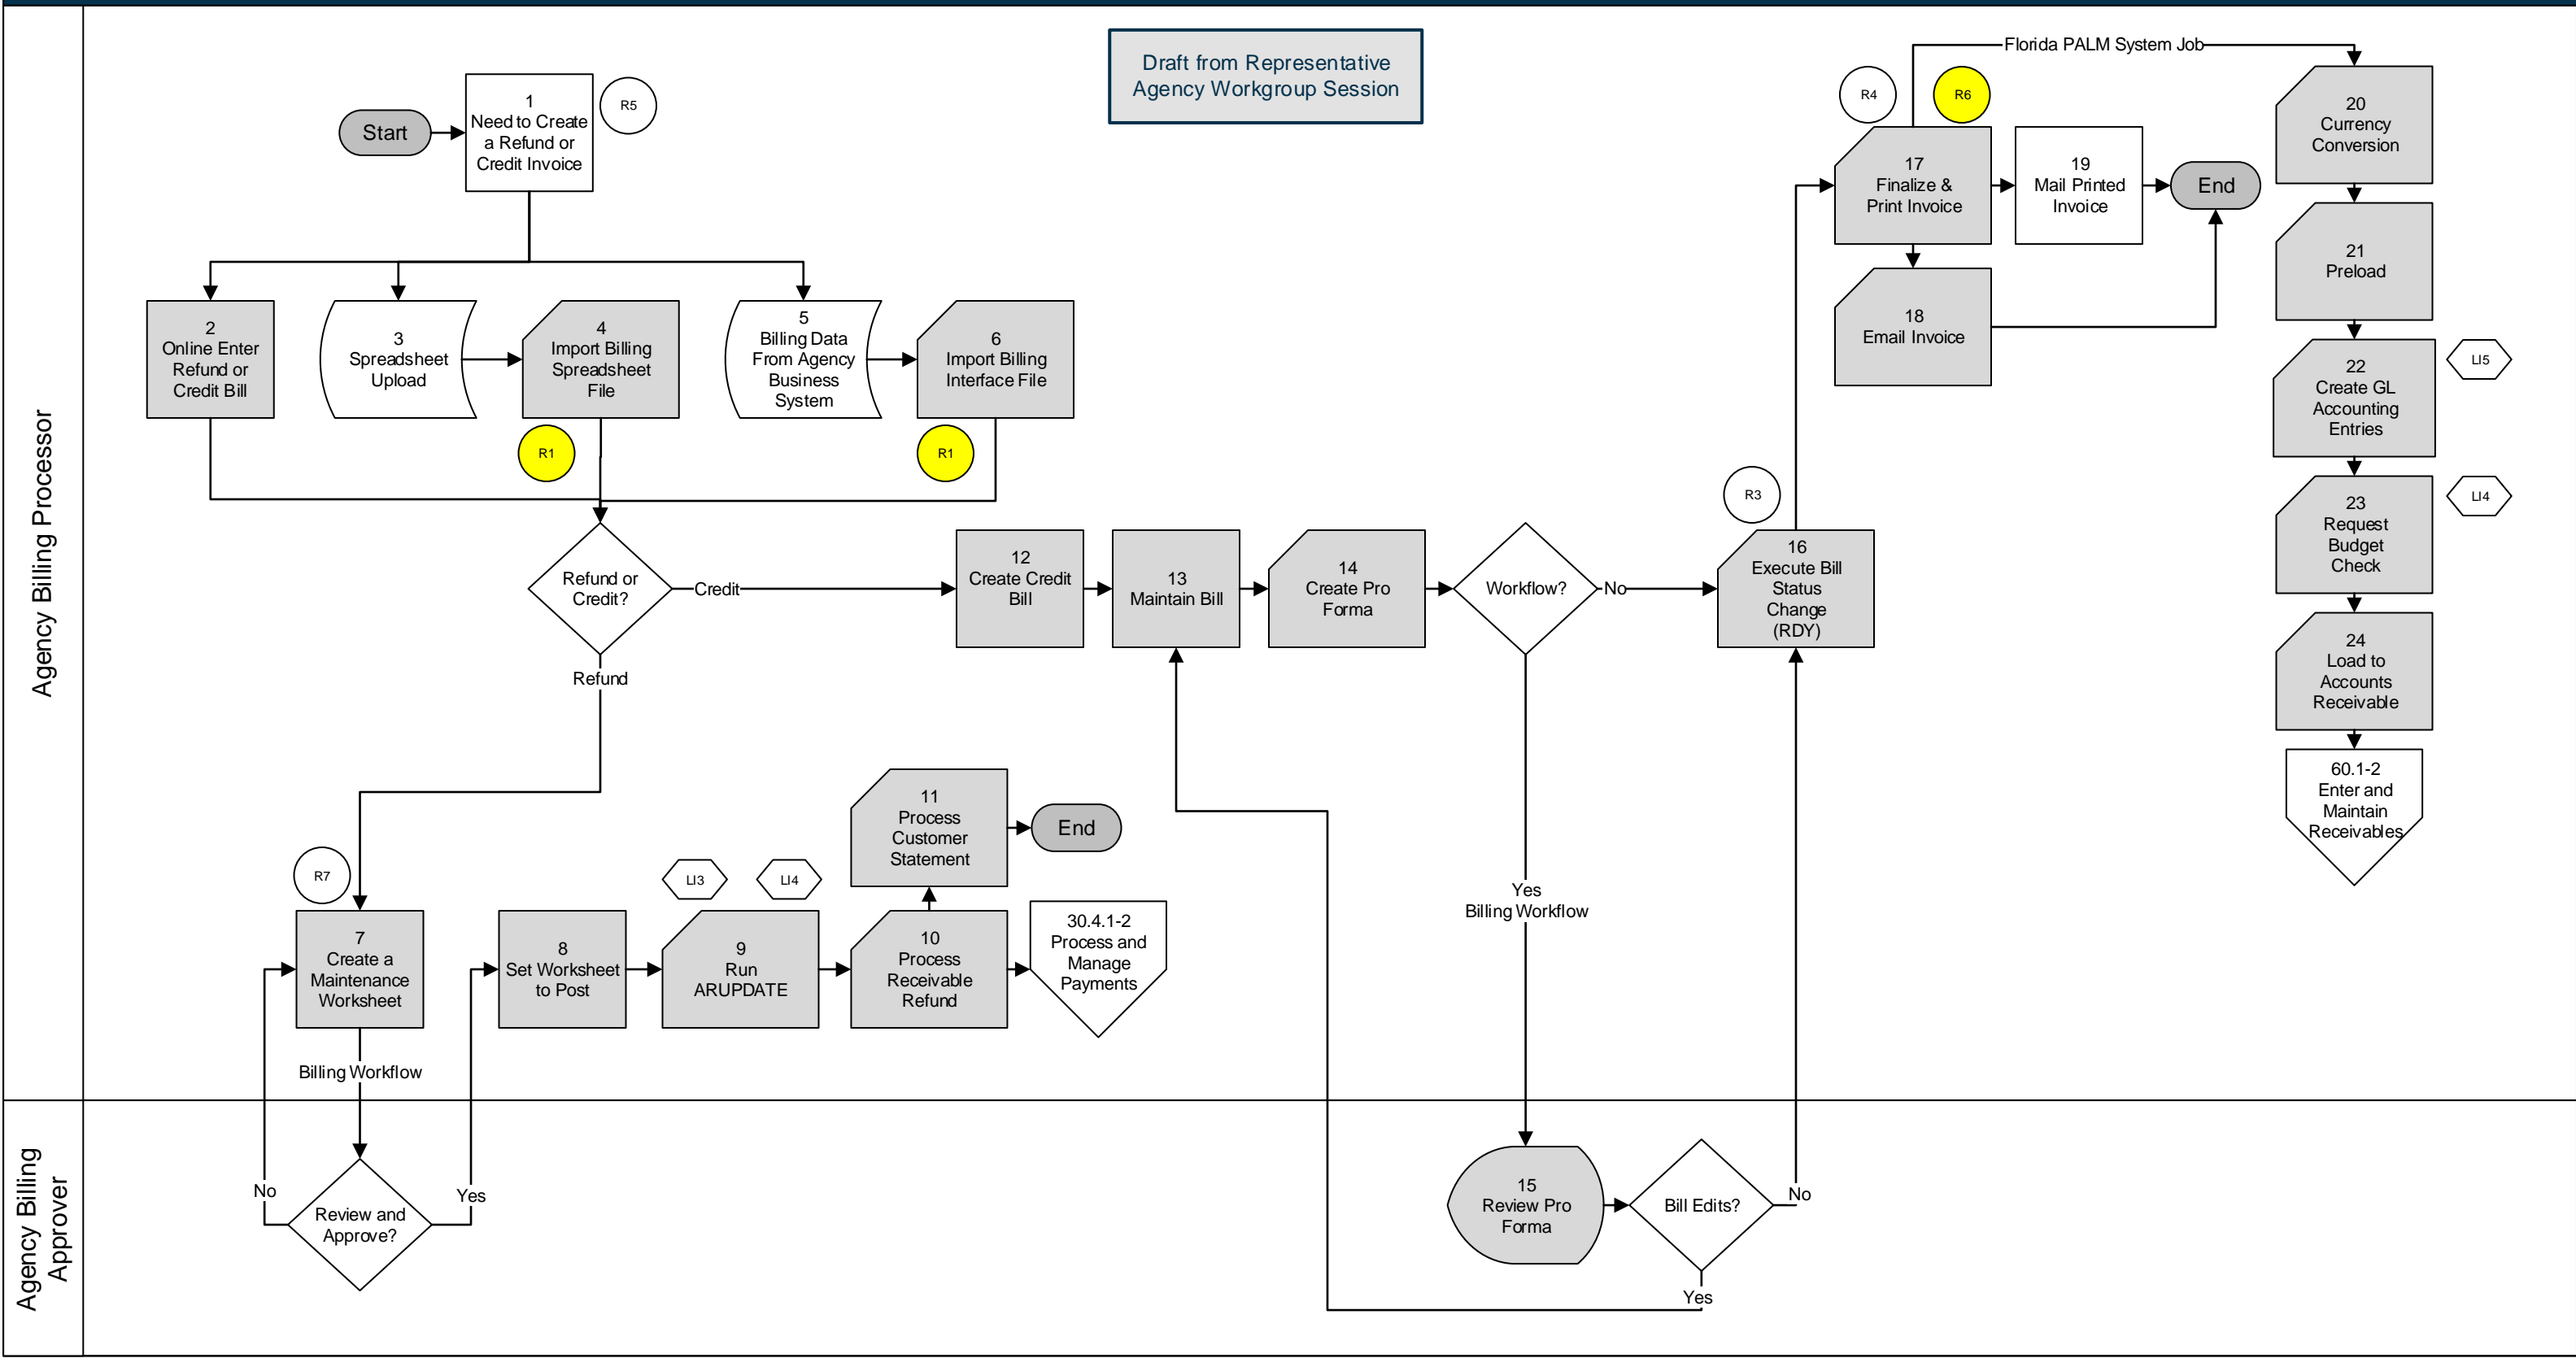 Draft from Representative
Agency Workgroup Session
Agency Billing Processor
Start
1
Need to Create
a Refund or
Credit Invoice
R5
2
Online Enter
Refund or
Credit Bill
3
Spreadsheet
Upload
4
Import Billing
Spreadsheet
File
R1
5
Billing Data
From Agency
Business
System
6
Import Billing
Interface File
R1
Refund or
Credit?
Credit
Refund
12
Create Credit
Bill
13
Maintain Bill
14
Create Pro
Forma
Workflow?
No
Yes
Billing Workflow
R3
16
Execute Bill
Status
Change
(RDY)
R4
R6
17
Finalize &
Print Invoice
18
Email Invoice
19
Mail Printed
Invoice
End
Florida PALM System Job
20
Currency
Conversion
21
Preload
22
Create GL
Accounting
Entries
LI5
23
Request
Budget
Check
LI4
24
Load to
Accounts
Receivable
60.1-2
Enter and
Maintain
Receivables
R7
7
Create a
Maintenance
Worksheet
Billing Workflow
8
Set Worksheet
to Post
LI3
LI4
9
Run
ARUPDATE
10
Process
Receivable
Refund
11
Process
Customer
Statement
End
30.4.1-2
Process and
Manage
Payments
Agency Billing
Approver
No
Review and
Approve?
Yes
15
Review Pro
Forma
Bill Edits?
No
Yes